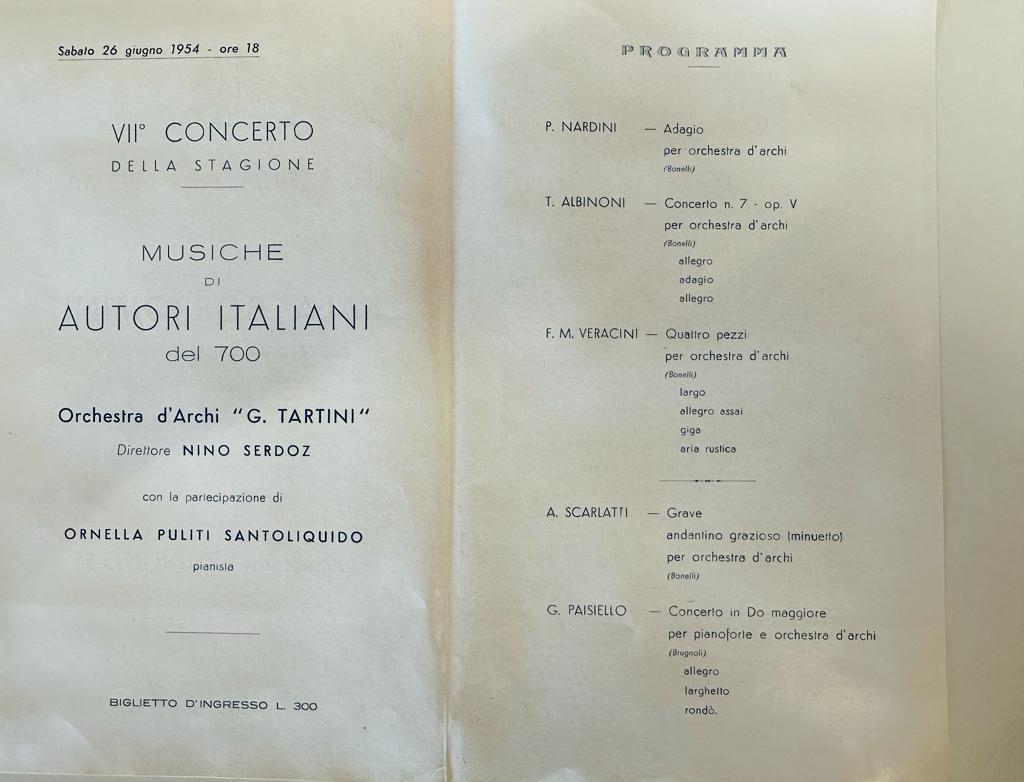 Sabato 26 giugno 1954 - ore 18
VII° CONCERTO
DELLA STAGIONE
MUSICHE
DI
AUTORI ITALIANI
del 700
Orchestra d'Archi "G. TARTINI"
Direttore NINO SERDOZ
con la partecipazione di
ORNELLA PULITI SANTOLIQUIDO
pianista
BIGLIETTO D'INGRESSO L. 300
PROGRAMMA
P. NARDINI — Adagio
per orchestra d'archi
(Bonelli)
T. ALBINONI — Concerto n. 7 - op. V
per orchestra d'archi
(Bonelli)
allegro
adagio
allegro
F. M. VERACINI — Quattro pezzi
per orchestra d'archi
(Bonelli)
largo
allegro assai
giga
aria rustica
A. SCARLATTI — Grave
andantino grazioso (minuetto)
per orchestra d'archi
(Bonelli)
G. PAISIELLO — Concerto in Do maggiore
per pianoforte e orchestra d'archi
(Brugnoli)
allegro
larghetto
rondò.